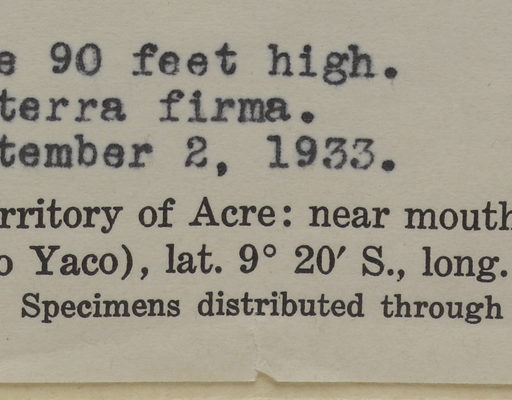 e 90 feet high.
terra firma.
tember 2, 1933.
rritory of Acre: near mouth
o Yaco), lat. 9° 20′ S., long.
Specimens distributed through